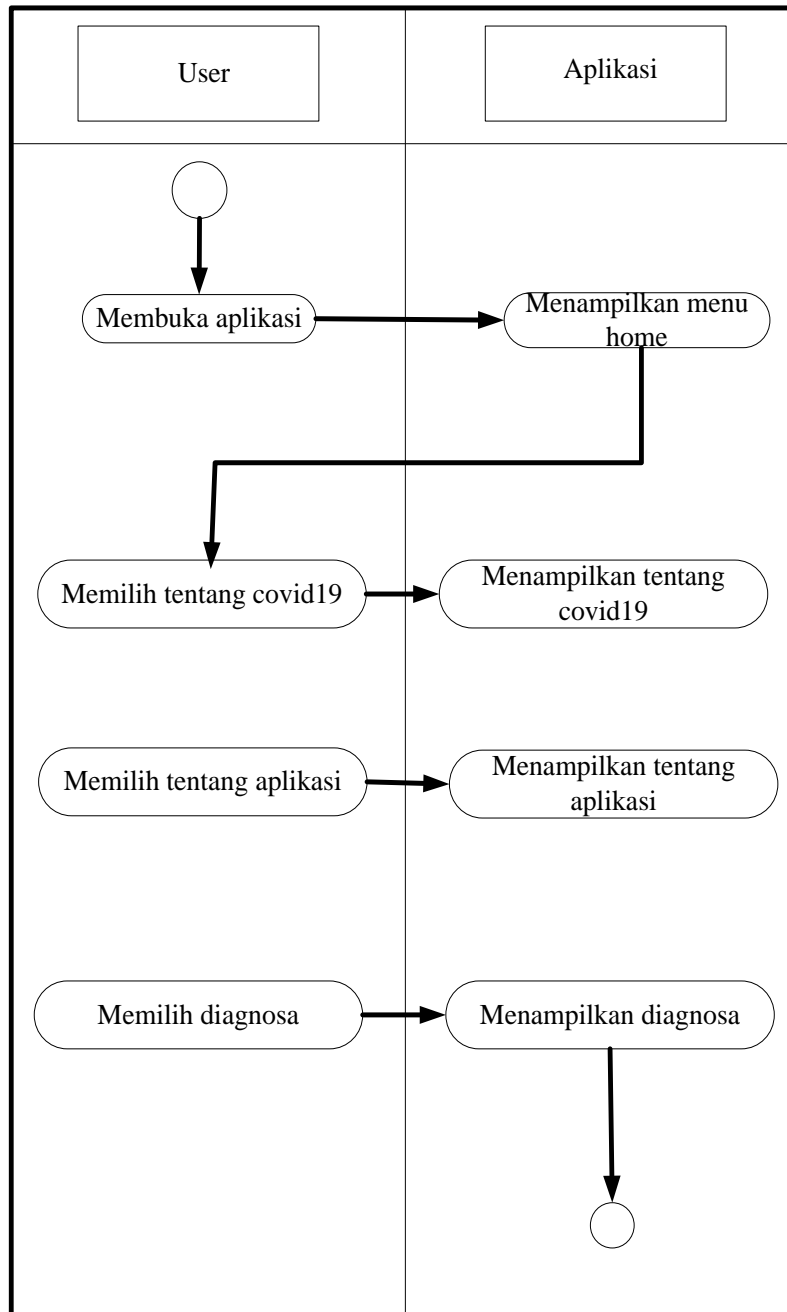 User
Aplikasi
Membuka aplikasi
Menampilkan menu
home
Memilih tentang covid19
Menampilkan tentang
covid19
Memilih tentang aplikasi
Menampilkan tentang
aplikasi
Memilih diagnosa
Menampilkan diagnosa